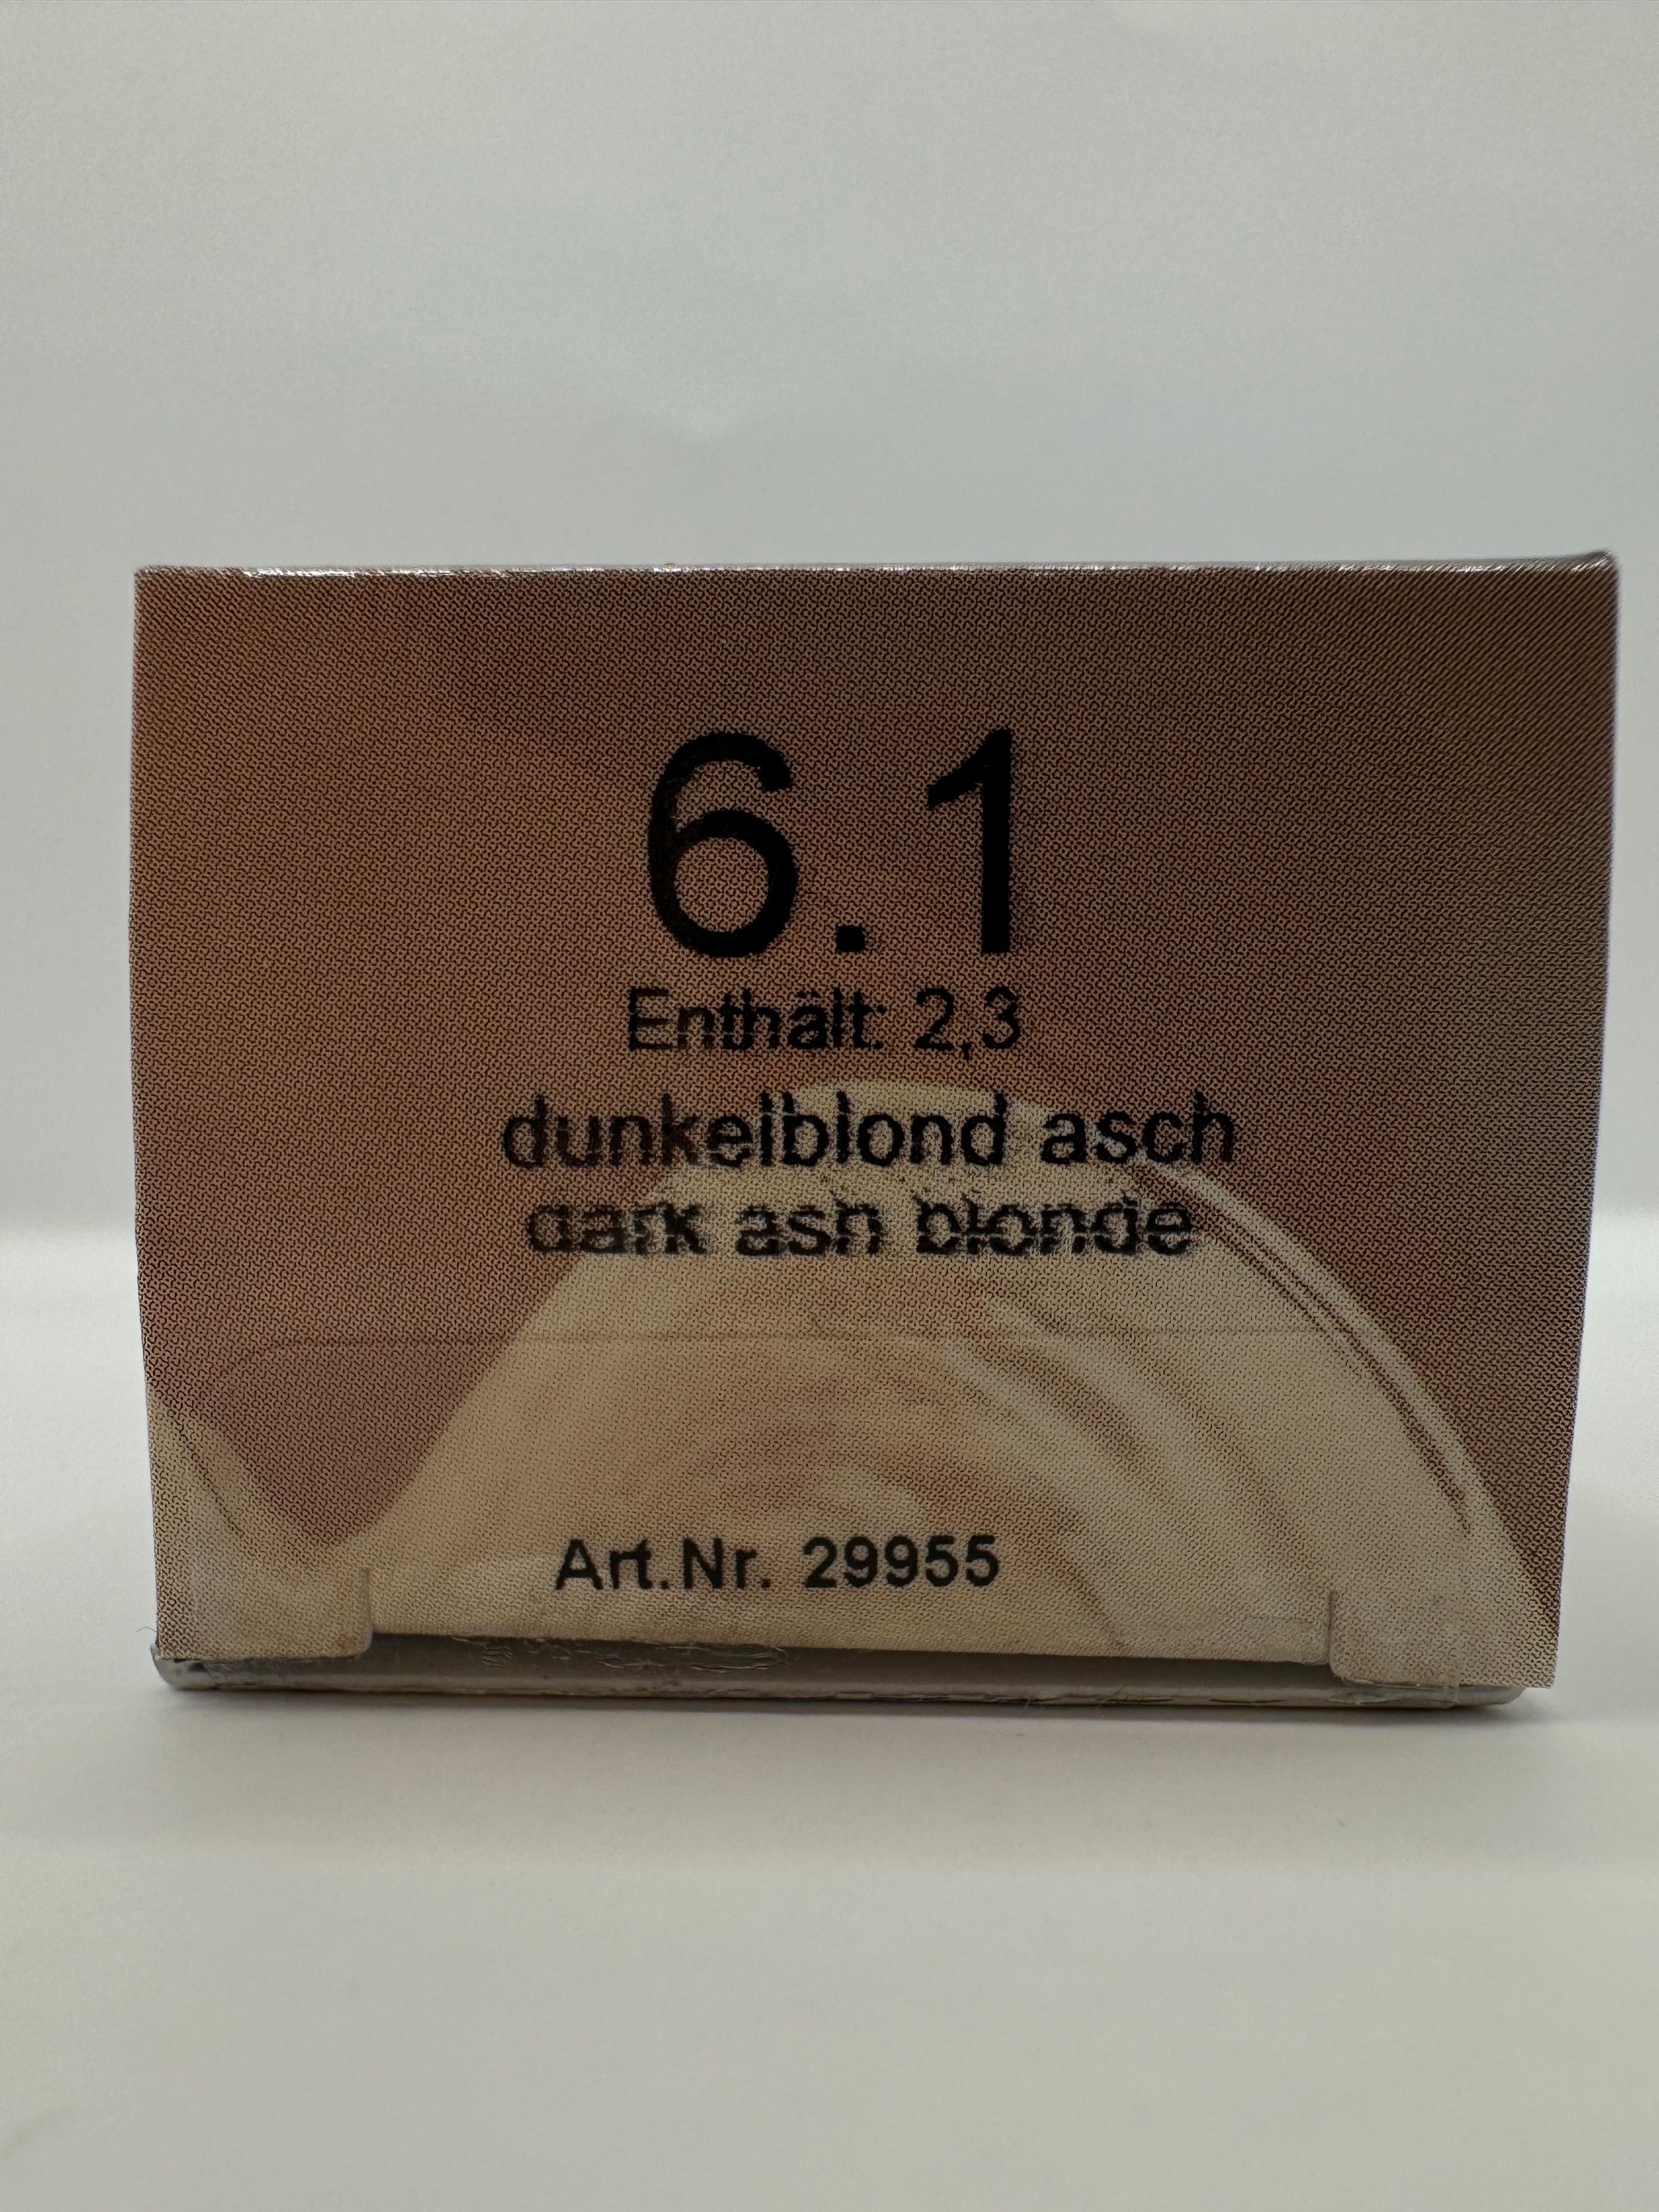 6.1
Enthält: 2,3
dunkelblond asch
dark ash blonde
Art.Nr. 29955